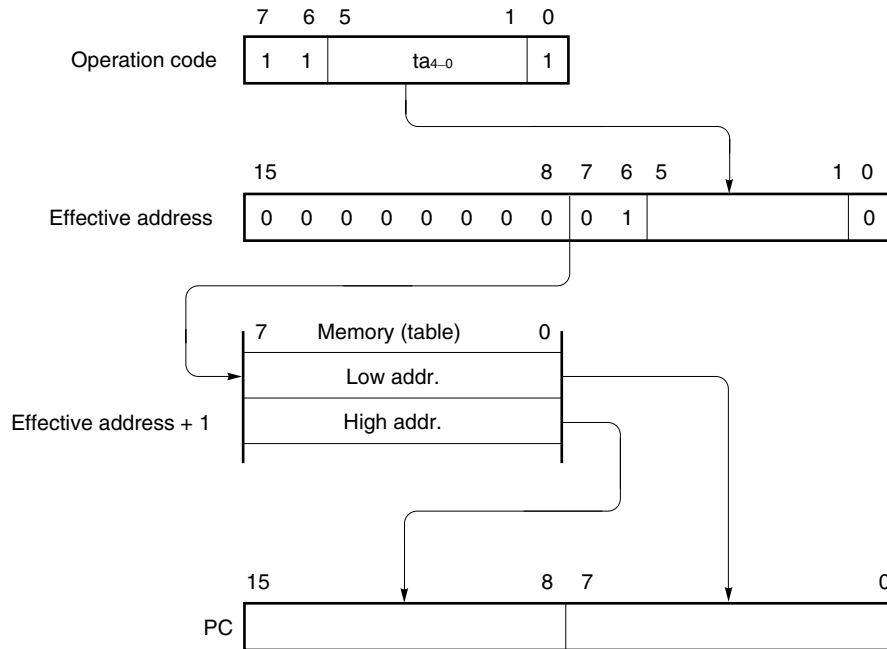 7 6 5 1 0
Operation code 1 1 ta4–0 1
15 8 7 6 5 1 0
Effective address 0 0 0 0 0 0 0 0 0 1 0
7 Memory (table) 0
Low addr.
Effective address + 1 High addr.
15 8 7 0
PC